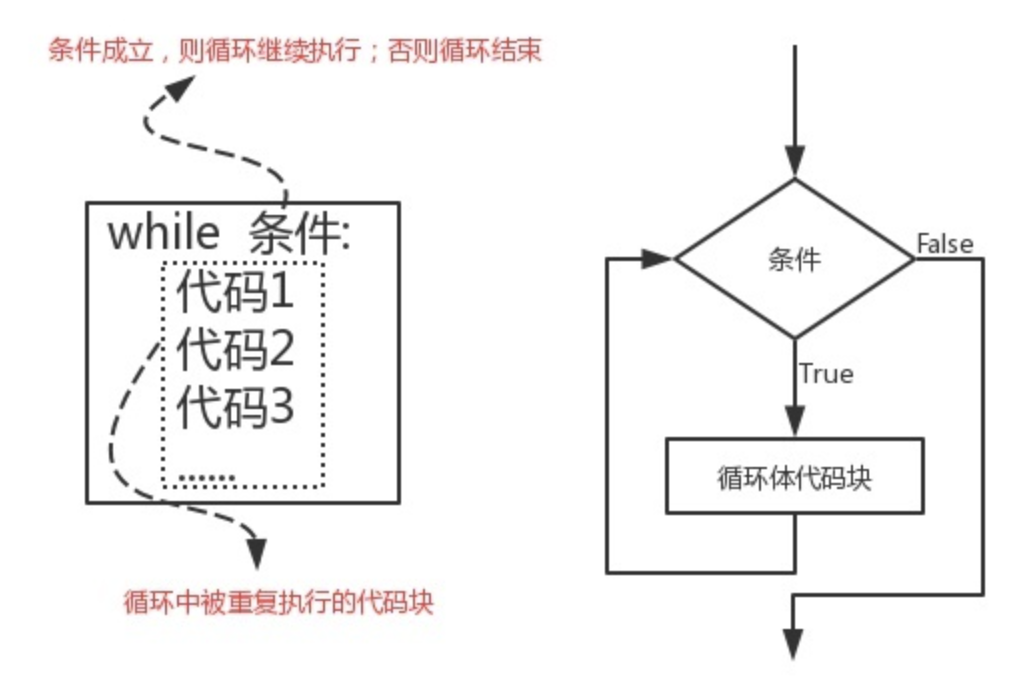 条件成立，则循环继续执行；否则循环结束
while 条件:
代码1
代码2
代码3
......
循环中被重复执行的代码块
条件
False
True
循环体代码块